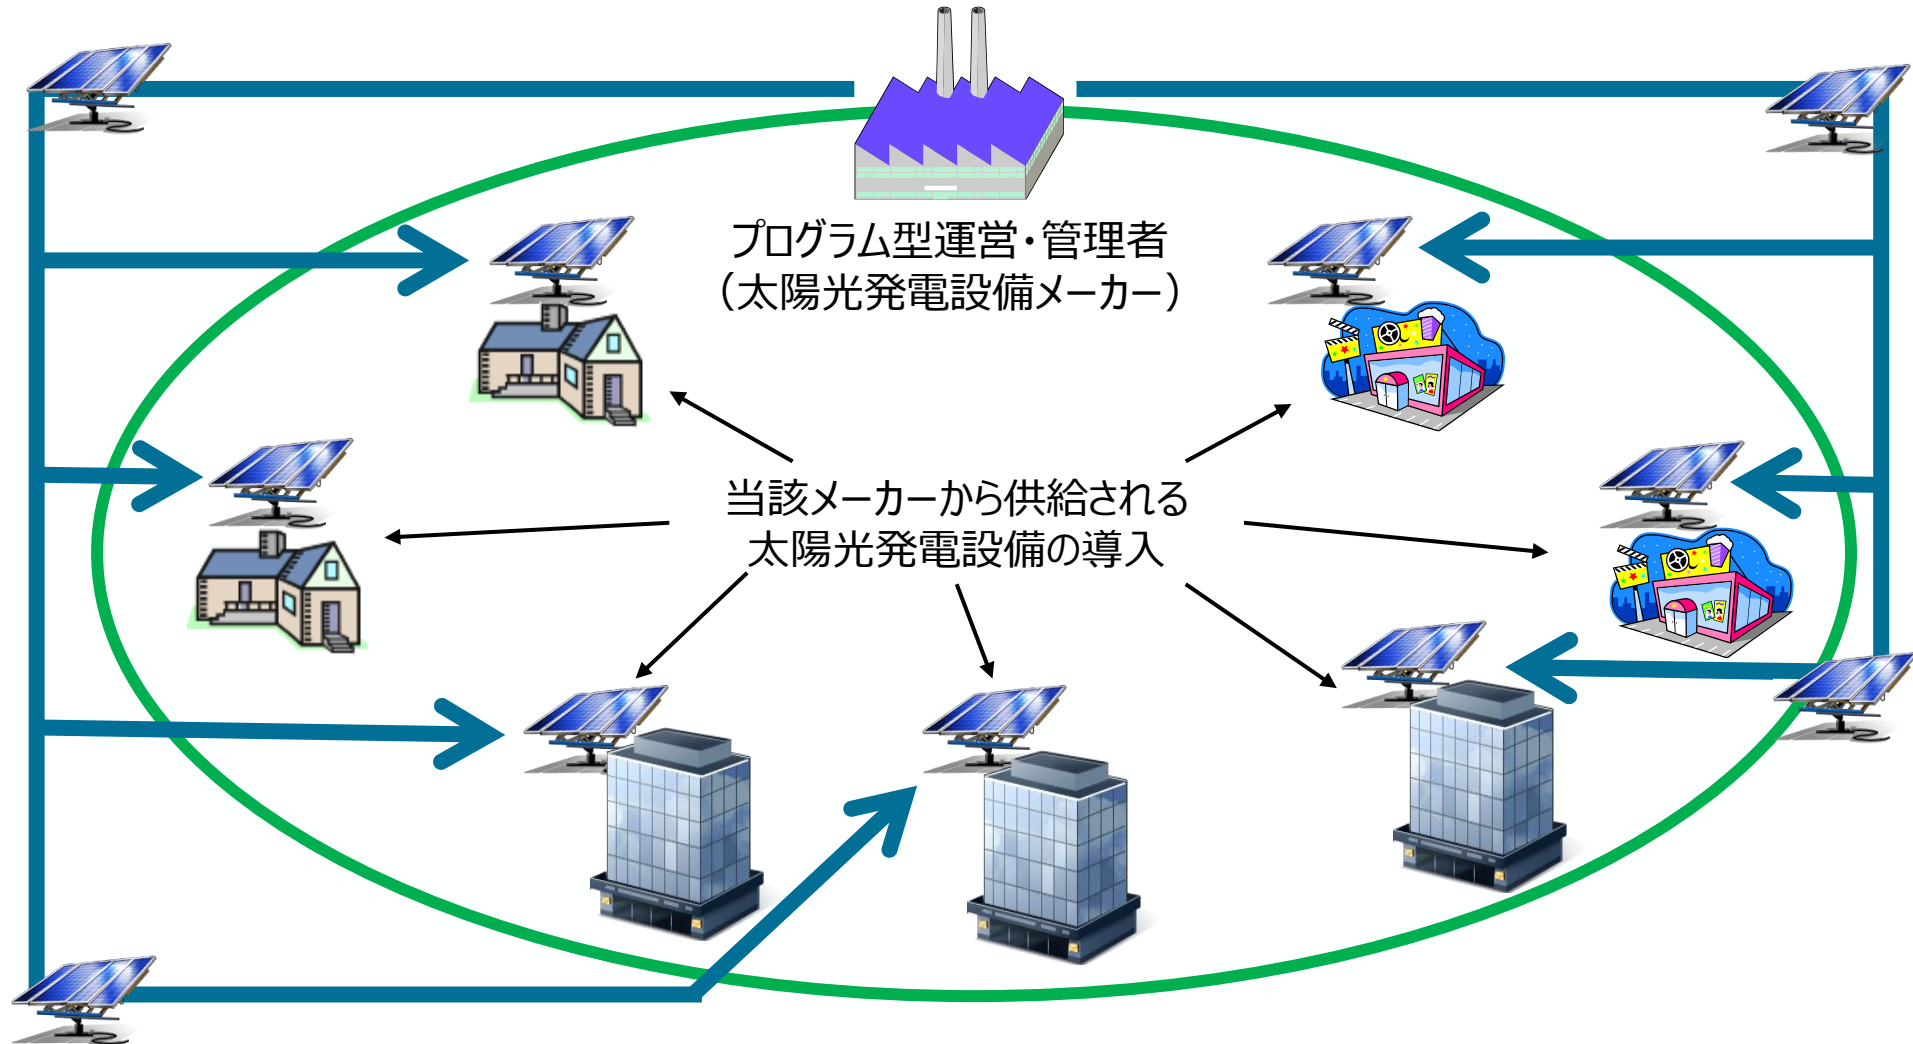 プログラム型運営・管理者
（太陽光発電設備メーカー）
当該メーカーから供給される
太陽光発電設備の導入